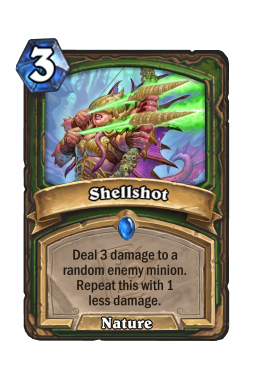 3
Shellshot
Deal 3 damage to a
random enemy minion.
Repeat this with 1
less damage.
Nature